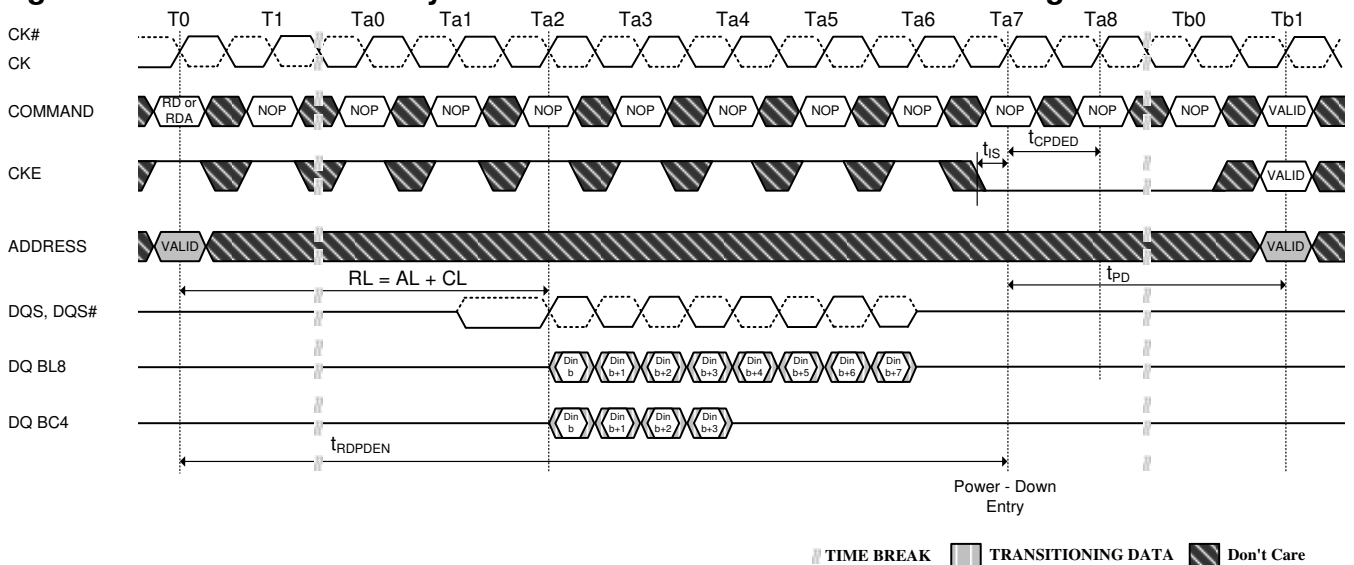 T0 T1 Ta0 Ta1 Ta2 Ta3 Ta4 Ta5 Ta6 Ta7 Ta8 Tb0 Tb1
CK#
CK
COMMAND
RD or
RDA
NOP NOP NOP NOP NOP NOP NOP NOP NOP NOP NOP VALID
tIS
tCPDED
CKE
VALID
ADDRESS
VALID VALID
RL = AL + CL
tPD
DQS, DQS#
DQ BL8
Din b
Din b+1
Din b+2
Din b+3
Din b+4
Din b+5
Din b+6
Din b+7
DQ BC4
Din b
Din b+1
Din b+2
Din b+3
tRDPDEN
Power - Down
Entry
TIME BREAK TRANSITIONING DATA Don't Care